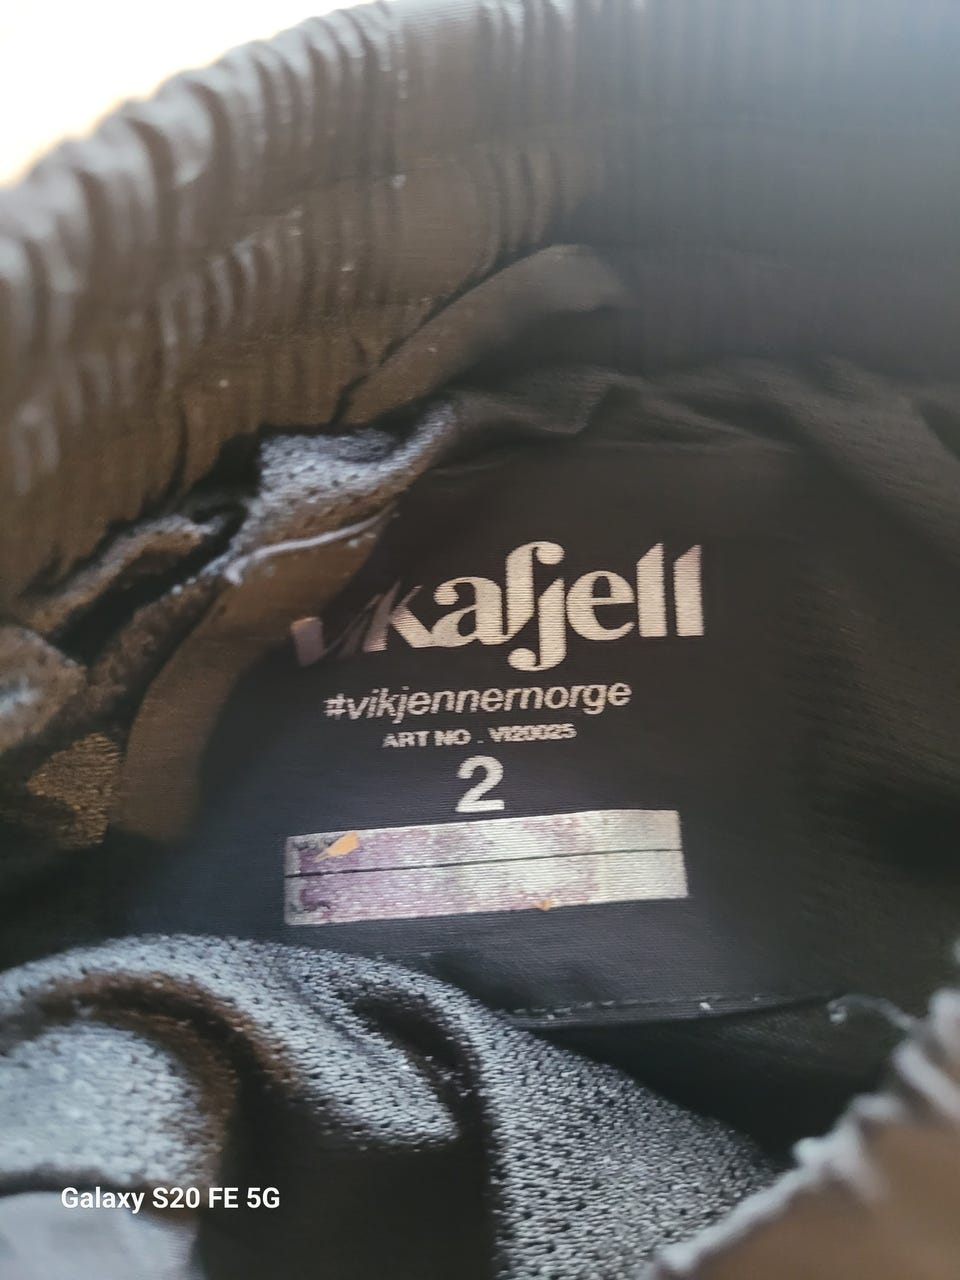 vikafjell
#vikjennernorge
ART NO . VI20025
2
Galaxy S20 FE 5G